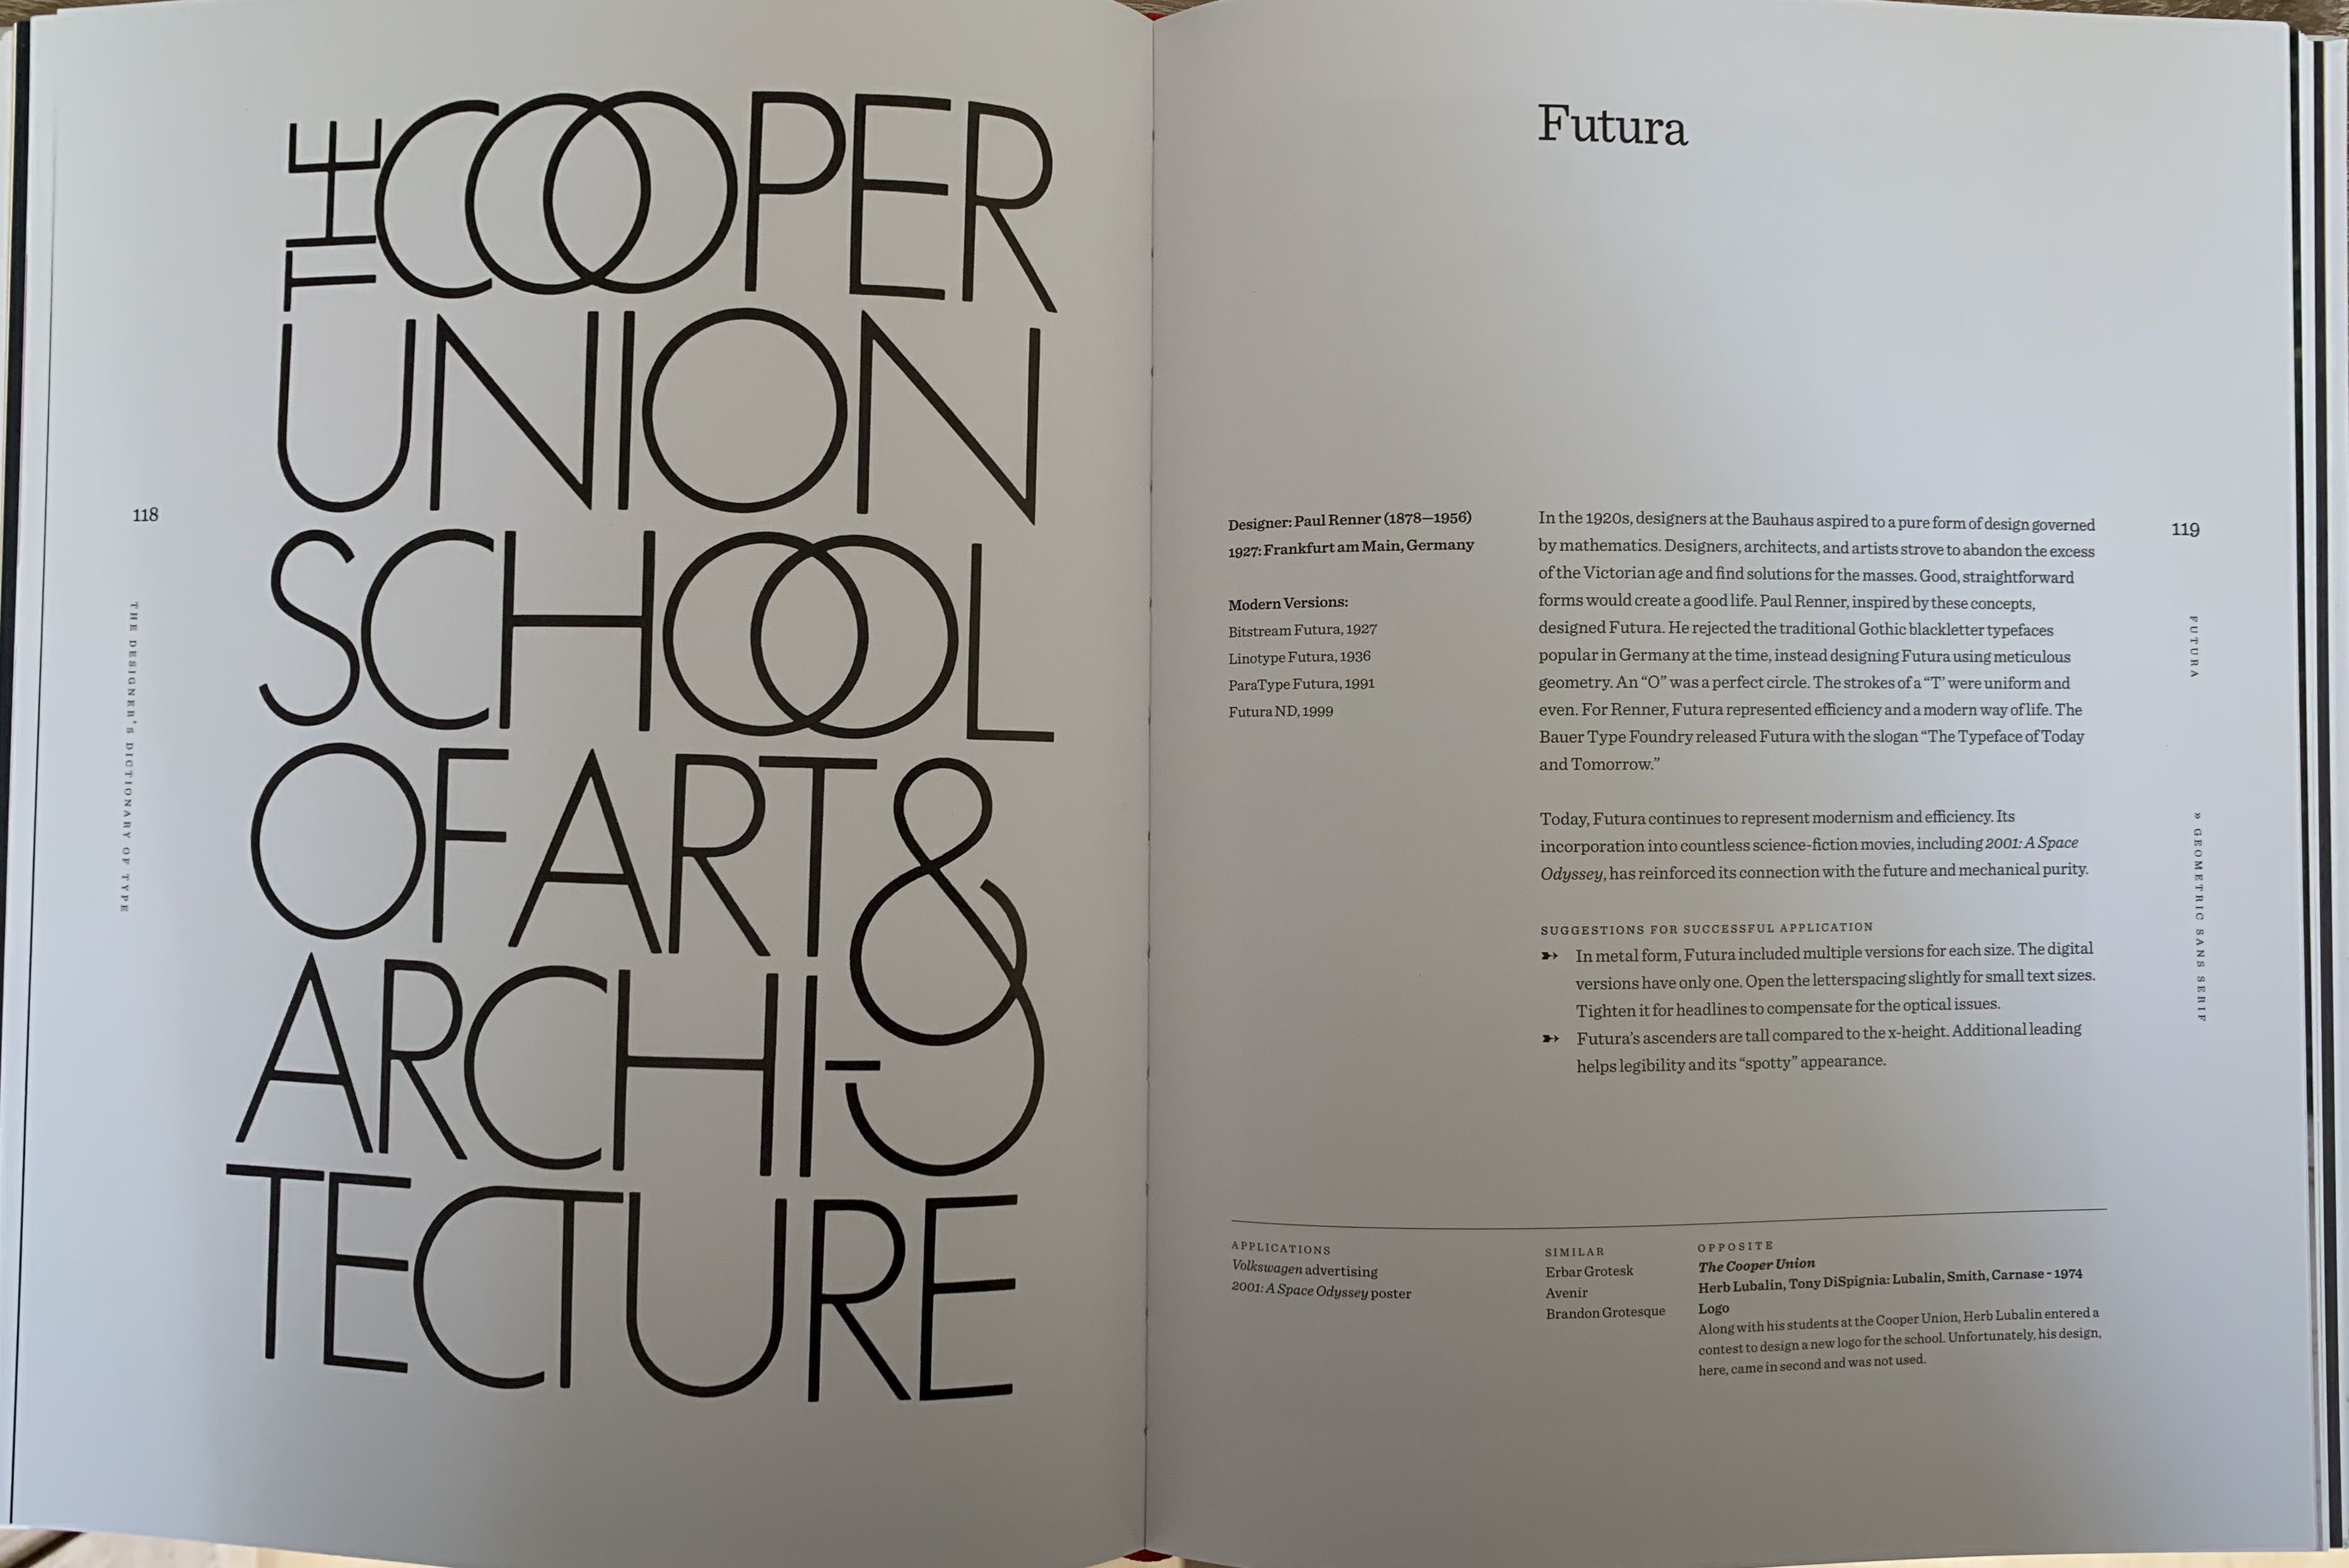 THE COOPER
UNION
SCHOOL
OF ART &
ARCHI-
TECTURE
118
THE DESIGNER'S DICTIONARY OF TYPE
Futura
Designer: Paul Renner (1878—1956)
1927: Frankfurt am Main, Germany
Modern Versions:
Bitstream Futura, 1927
Linotype Futura, 1936
ParaType Futura, 1991
Futura ND, 1999
In the 1920s, designers at the Bauhaus aspired to a pure form of design governed
by mathematics. Designers, architects, and artists strove to abandon the excess
of the Victorian age and find solutions for the masses. Good, straightforward
forms would create a good life. Paul Renner, inspired by these concepts,
designed Futura. He rejected the traditional Gothic blackletter typefaces
popular in Germany at the time, instead designing Futura using meticulous
geometry. An “O” was a perfect circle. The strokes of a “T’ were uniform and
even. For Renner, Futura represented efficiency and a modern way of life. The
Bauer Type Foundry released Futura with the slogan “The Typeface of Today
and Tomorrow.”
Today, Futura continues to represent modernism and efficiency. Its
incorporation into countless science-fiction movies, including 2001: A Space
Odyssey, has reinforced its connection with the future and mechanical purity.
SUGGESTIONS FOR SUCCESSFUL APPLICATION
➳ In metal form, Futura included multiple versions for each size. The digital
versions have only one. Open the letterspacing slightly for small text sizes.
Tighten it for headlines to compensate for the optical issues.
➳ Futura’s ascenders are tall compared to the x-height. Additional leading
helps legibility and its “spotty” appearance.
119
FUTURA
» GEOMETRIC SANS SERIF
APPLICATIONS
Volkswagen advertising
2001: A Space Odyssey poster
SIMILAR
Erbar Grotesk
Avenir
Brandon Grotesque
OPPOSITE
The Cooper Union
Herb Lubalin, Tony DiSpignia: Lubalin, Smith, Carnase - 1974
Logo
Along with his students at the Cooper Union, Herb Lubalin entered a
contest to design a new logo for the school. Unfortunately, his design,
here, came in second and was not used.